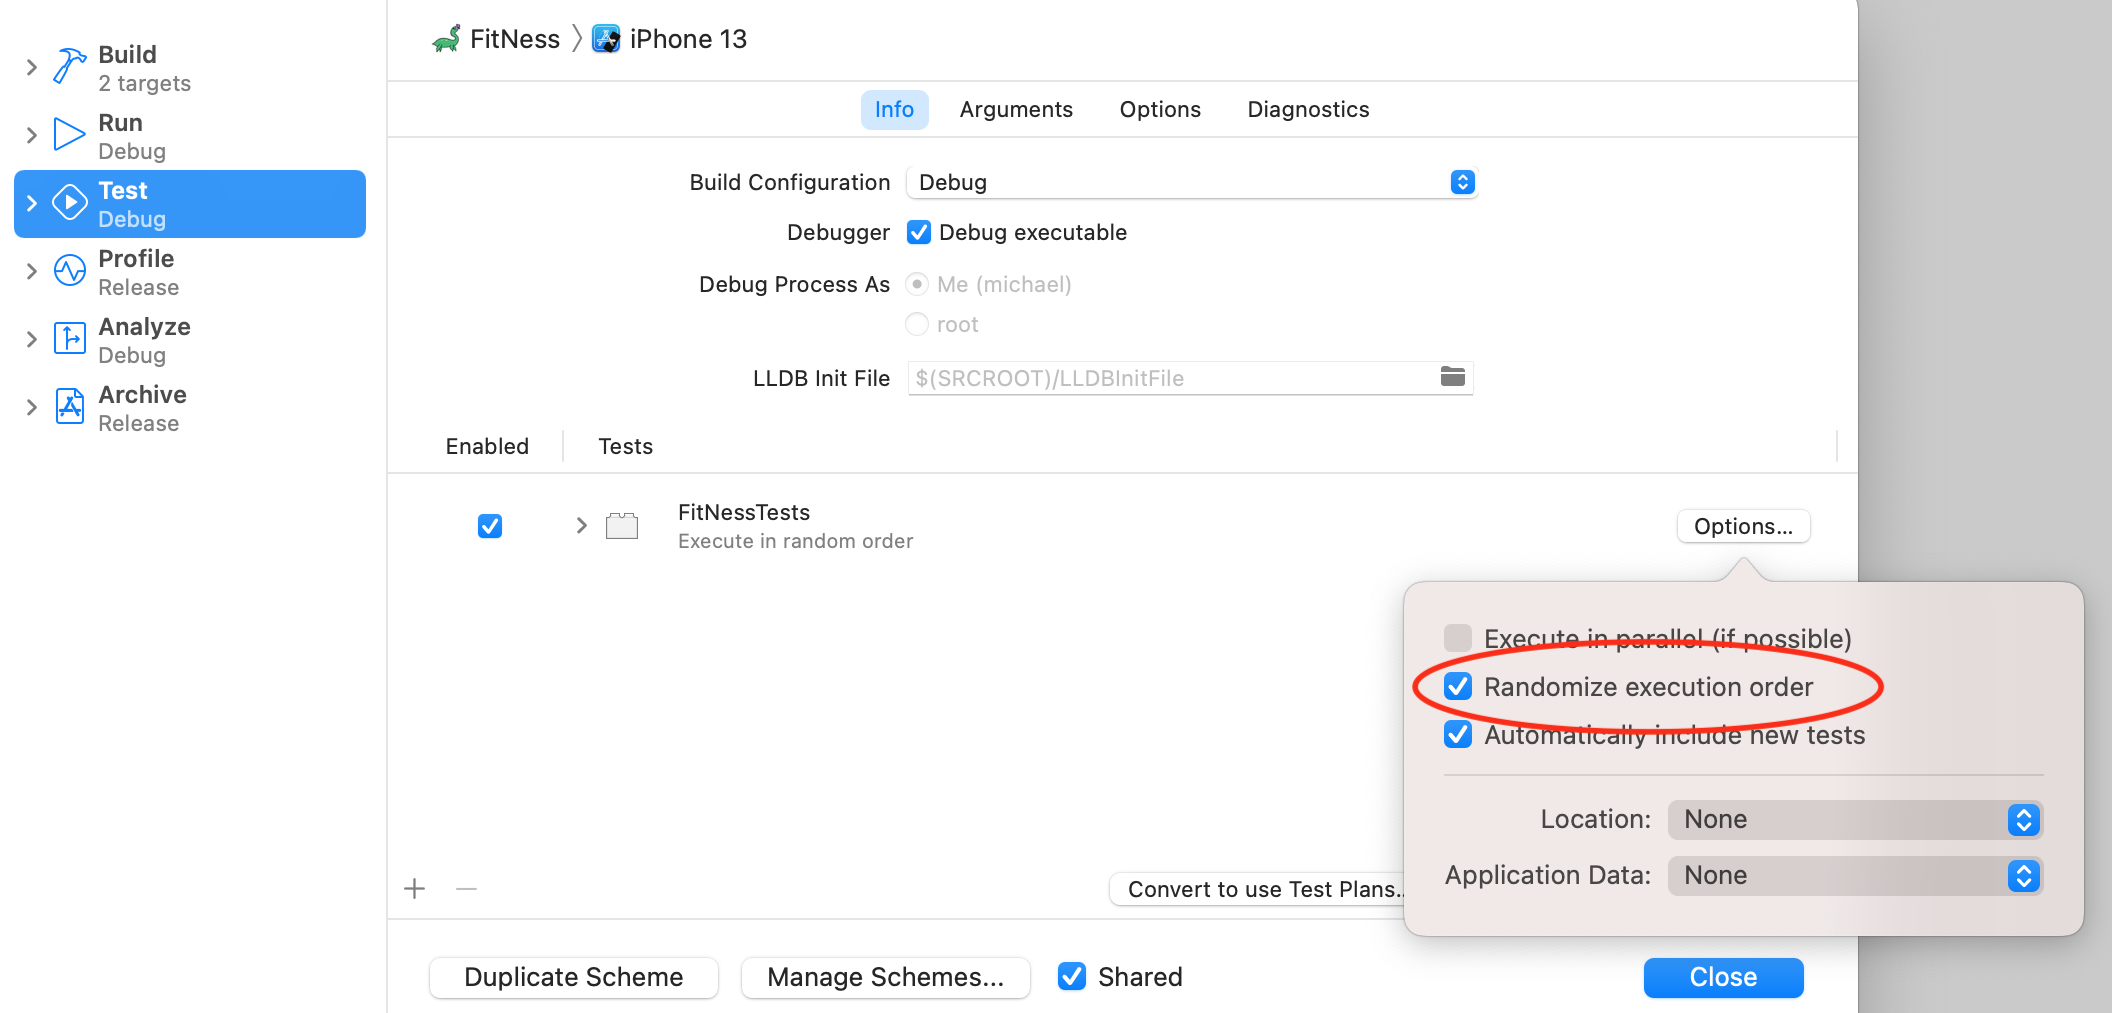 Build
2 targets
Run
Debug
Test
Debug
Profile
Release
Analyze
Debug
Archive
Release
FitNess
iPhone 13
Info
Arguments
Options
Diagnostics
Build Configuration
Debug
Debugger
Debug executable
Debug Process As
Me (michael)
root
LLDB Init File
$(SRCROOT)/LLDBInitFile
Enabled
Tests
FitNessTests
Execute in random order
Options...
Execute in parallel (if possible)
Randomize execution order
Automatically include new tests
Location:
None
Application Data:
None
Convert to use Test Plans..
Duplicate Scheme
Manage Schemes...
Shared
Close